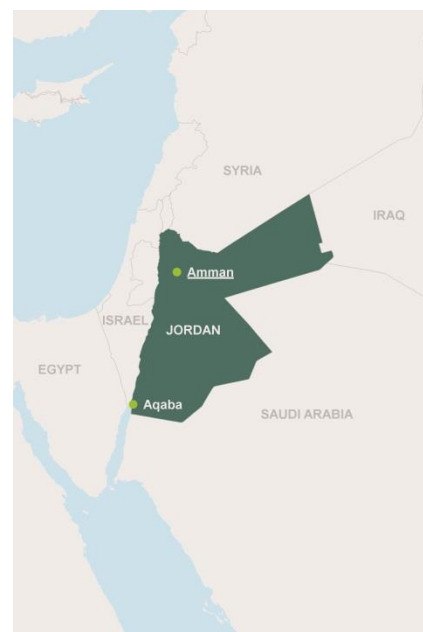 SYRIA
IRAQ
Amman
ISRAEL
JORDAN
EGYPT
Aqaba
SAUDI ARABIA